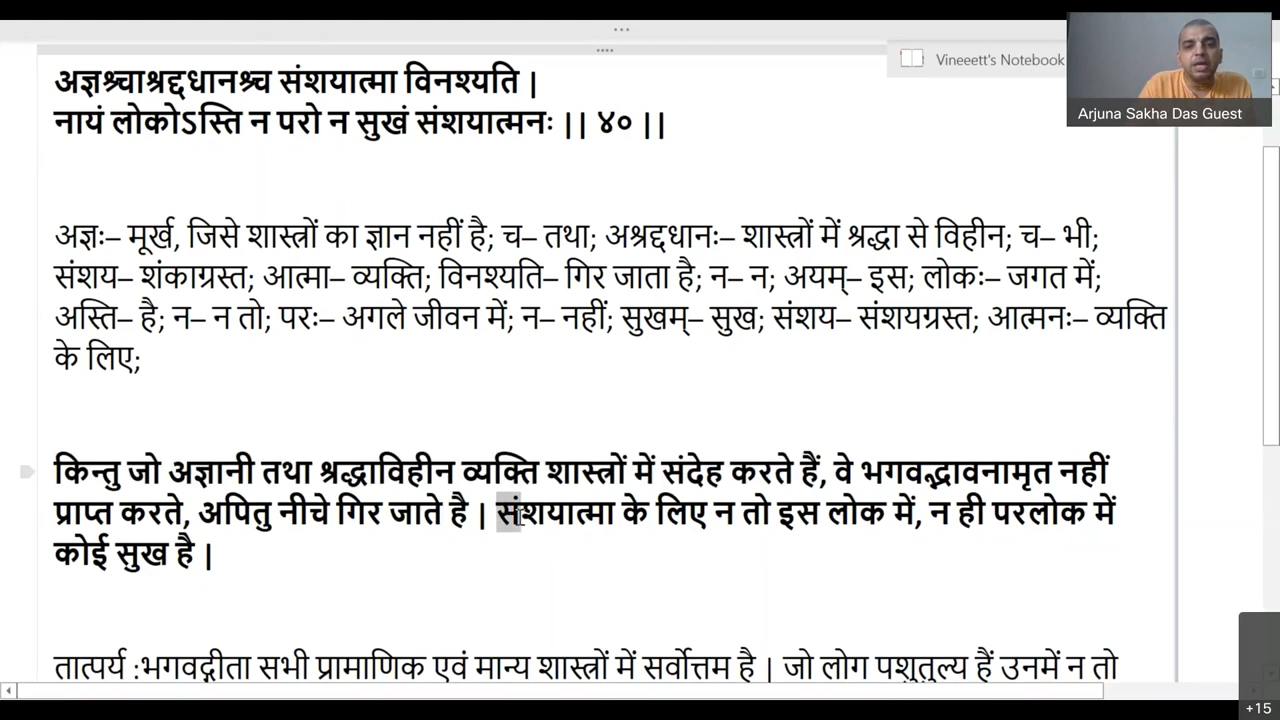 Vineeett's Notebook
Arjuna Sakha Das Guest
अज्ञश्र्चाश्रद्दधानश्र्च संशयात्मा विनश्यति |
नायं लोकोऽस्ति न परो न सुखं संशयात्मनः || ४० ||
अज्ञः– मूर्ख, जिसे शास्त्रों का ज्ञान नहीं है; च– तथा; अश्रद्दधानः– शास्त्रों में श्रद्धा से विहीन; च– भी;
संशय– शंकाग्रस्त; आत्मा– व्यक्ति; विनश्यति– गिर जाता है; न– न; अयम्– इस; लोकः– जगत में;
अस्ति– है; न– न तो; परः– अगले जीवन में; न– नहीं; सुखम्– सुख; संशय– संशयग्रस्त; आत्मनः– व्यक्ति
के लिए;
किन्तु जो अज्ञानी तथा श्रद्धाविहीन व्यक्ति शास्त्रों में संदेह करते हैं, वे भगवद्भावनामृत नहीं
प्राप्त करते, अपितु नीचे गिर जाते है | संशयात्मा के लिए न तो इस लोक में, न ही परलोक में
कोई सुख है |
तात्पर्य :भगवद्गीता सभी प्रामाणिक एवं मान्य शास्त्रों में सर्वोत्तम है | जो लोग पशुतुल्य हैं उनमें न तो
+15